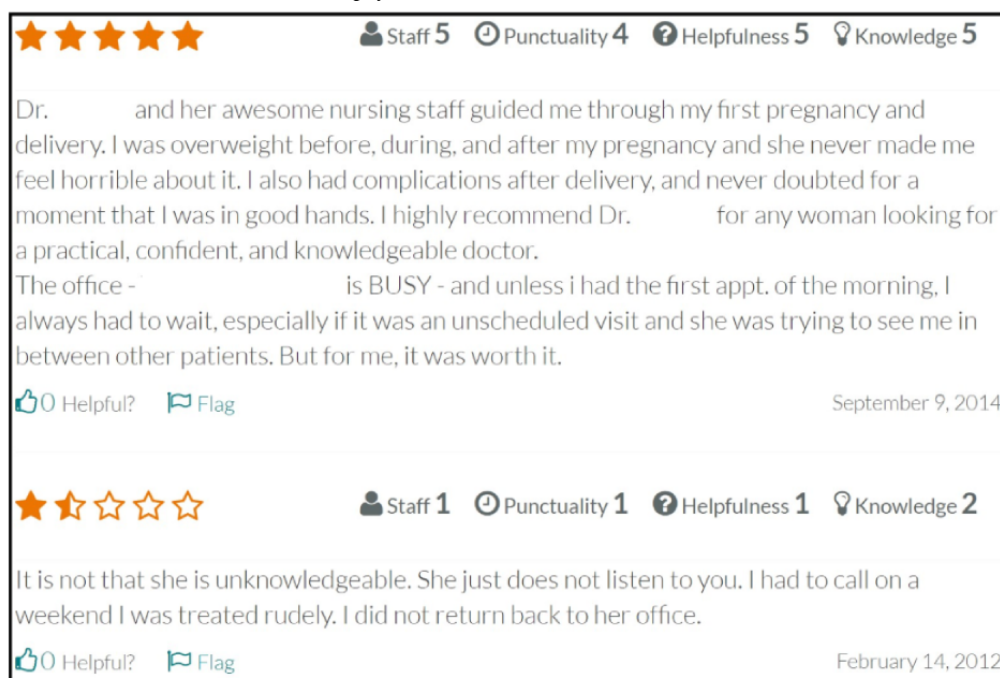 Staff 5 Punctuality 4 Helpfulness 5 Knowledge 5
Dr. and her awesome nursing staff guided me through my first pregnancy and
delivery. I was overweight before, during, and after my pregnancy and she never made me
feel horrible about it. I also had complications after delivery, and never doubted for a
moment that I was in good hands. I highly recommend Dr. for any woman looking for
a practical, confident, and knowledgeable doctor.
The office - is BUSY - and unless i had the first appt. of the morning, I
always had to wait, especially if it was an unscheduled visit and she was trying to see me in
between other patients. But for me, it was worth it.
0 Helpful? Flag September 9, 2014
Staff 1 Punctuality 1 Helpfulness 1 Knowledge 2
It is not that she is unknowledgeable. She just does not listen to you. I had to call on a
weekend I was treated rudely. I did not return back to her office.
0 Helpful? Flag February 14, 2012